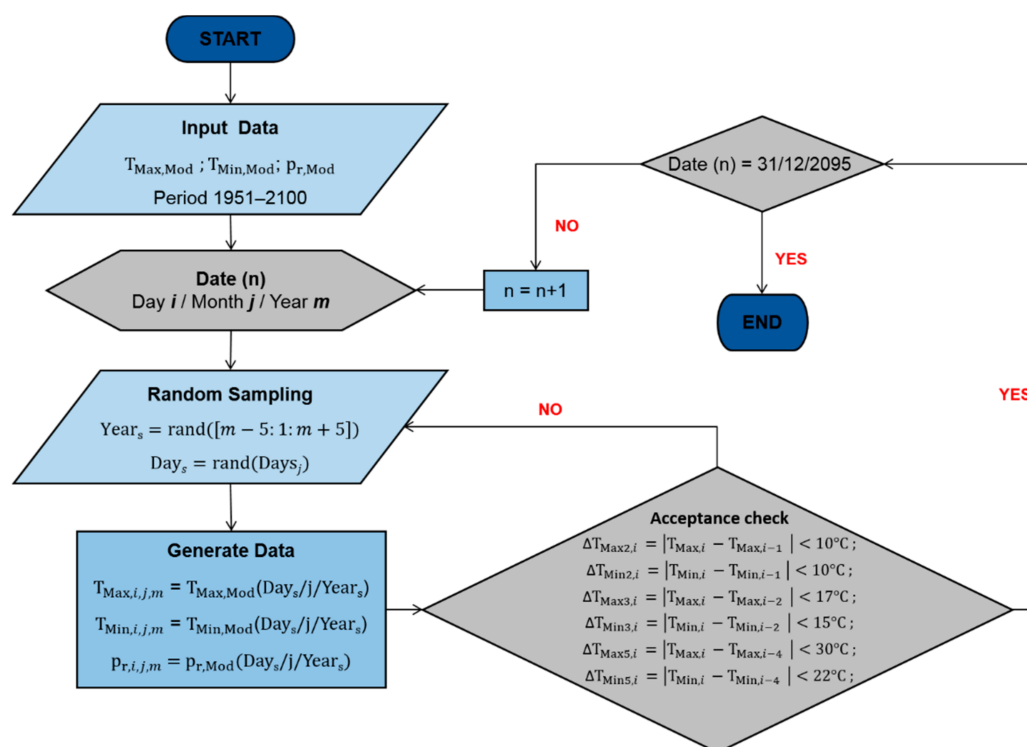 START
Input Data
T_Max,Mod ; T_Min,Mod; p_r,Mod
Period 1951–2100
Date (n)
Day i / Month j / Year m
Random Sampling
Year_s = rand([m − 5: 1: m + 5])
Day_s = rand(Days_j)
Generate Data
T_Max,i,j,m = T_Max,Mod(Day_s/j/Year_s)
T_Min,i,j,m = T_Min,Mod(Day_s/j/Year_s)
p_r,i,j,m = p_r,Mod(Day_s/j/Year_s)
Acceptance check
ΔT_Max2,i = |T_Max,i − T_Max,i−1 | < 10°C ;
ΔT_Min2,i = |T_Min,i − T_Min,i−1 | < 10°C ;
ΔT_Max3,i = |T_Max,i − T_Max,i−2 | < 17°C ;
ΔT_Min3,i = |T_Min,i − T_Min,i−2 | < 15°C ;
ΔT_Max5,i = |T_Max,i − T_Max,i−4 | < 30°C ;
ΔT_Min5,i = |T_Min,i − T_Min,i−4 | < 22°C ;
NO
YES
Date (n) = 31/12/2095
NO
n = n+1
YES
END